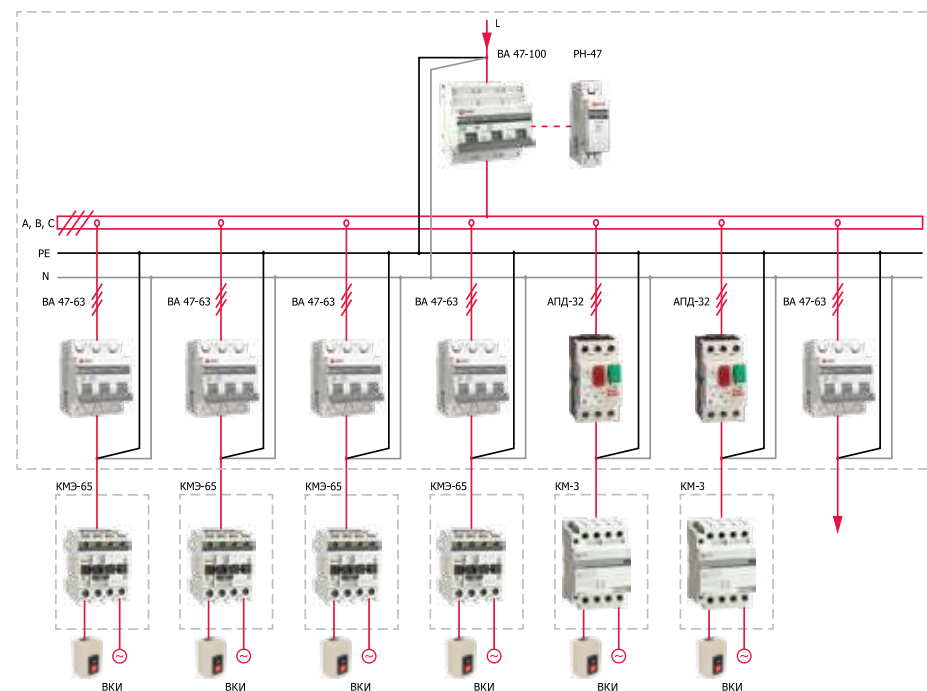 L
ВА 47-100 РН-47
А, В, С
РЕ
N
ВА 47-63 ВА 47-63 ВА 47-63 ВА 47-63 АПД-32 АПД-32 ВА 47-63
КМЭ-65 КМЭ-65 КМЭ-65 КМЭ-65 КМ-3 КМ-3
ВКИ ВКИ ВКИ ВКИ ВКИ ВКИ